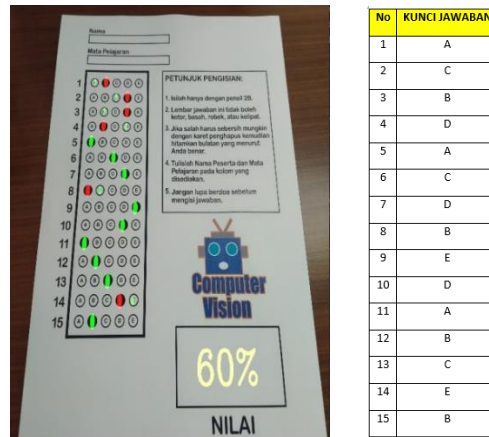 Nama
Mata Pelajaran
PETUNJUK PENGISIAN:
1. Isilah hanya dengan pensil 2B.
2. Lembar jawaban ini tidak boleh
kotor, basah, robek, atau kelipat.
3. Jika salah harus sebersih mungkin
dengan karet penghapus kemudian
hitamkan bulatan yang menurut
Anda benar.
4. Tulislah Nama Peserta dan Mata
Pelajaran pada kolom yang
disediakan.
5. Jangan lupa berdoa sebelum
mengisi jawaban.
1
2
3
4
5
6
7
8
9
10
11
12
13
14
15
Computer
Vision
60%
NILAI
No KUNCI JAWABAN
1 A
2 C
3 B
4 D
5 A
6 C
7 D
8 B
9 E
10 D
11 A
12 B
13 C
14 E
15 B